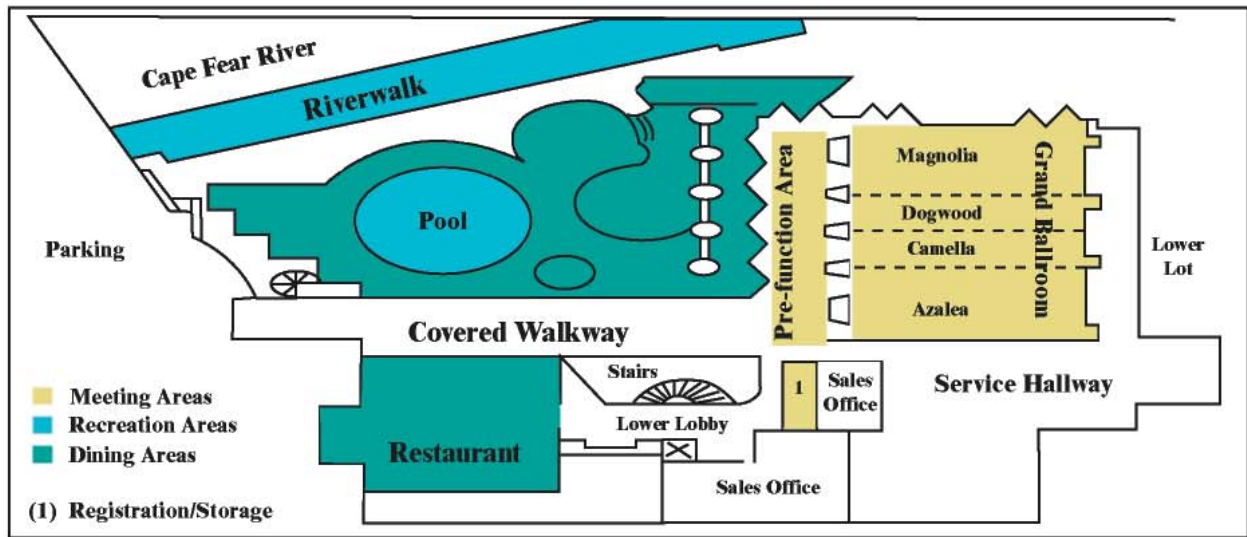 Cape Fear River
Riverwalk
Pool
Parking
Pre-function Area
Magnolia
Dogwood
Camella
Azalea
Grand Ballroom
Lower
Lot
Covered Walkway
Stairs
1
Sales
Office
Service Hallway
Lower Lobby
Restaurant
Sales Office
Meeting Areas
Recreation Areas
Dining Areas
(1) Registration/Storage